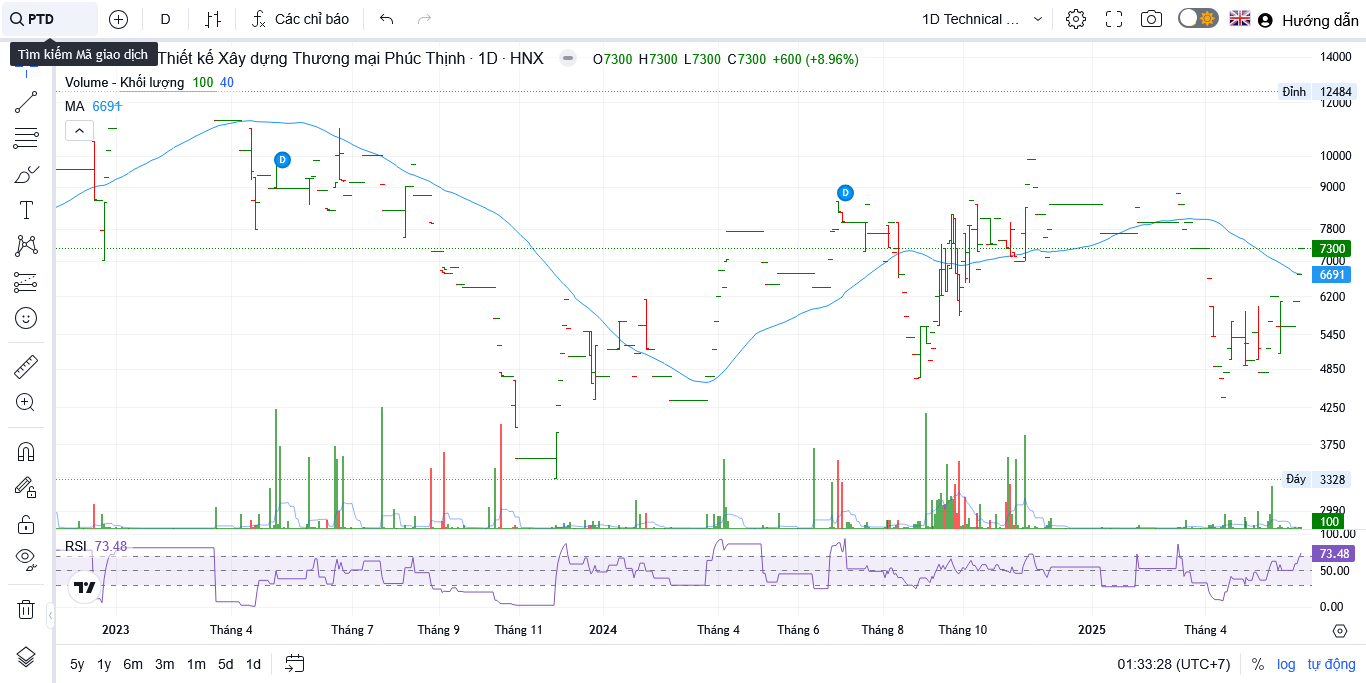 PTD
D
Các chỉ báo
1D Technical ...
Hướng dẫn
Tìm kiếm Mã giao dịch
Thiết kế Xây dựng Thương mại Phúc Thịnh · 1D · HNX
O7300 H7300 L7300 C7300 +600 (+8.96%)
Volume - Khối lượng 100 40
MA 6691
14000
Đỉnh 12484
12000
10000
9000
7800
7300
7000
6691
6200
5450
4850
4250
3750
Đáy 3328
2990
100
D
D
RSI 73.48
100.00
73.48
50.00
0.00
2023 Tháng 4 Tháng 7 Tháng 9 Tháng 11 2024 Tháng 4 Tháng 6 Tháng 8 Tháng 10 2025 Tháng 4
5y 1y 6m 3m 1m 5d 1d
01:33:28 (UTC+7) % log tự động